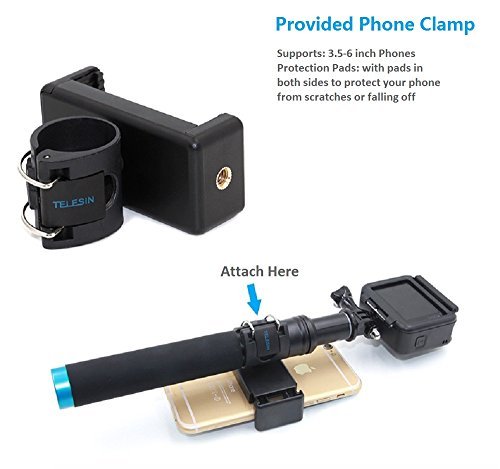 Provided Phone Clamp
Supports: 3.5-6 inch Phones
Protection Pads: with pads in
both sides to protect your phone
from scratches or falling off
TELESIN
Attach Here
TELESIN